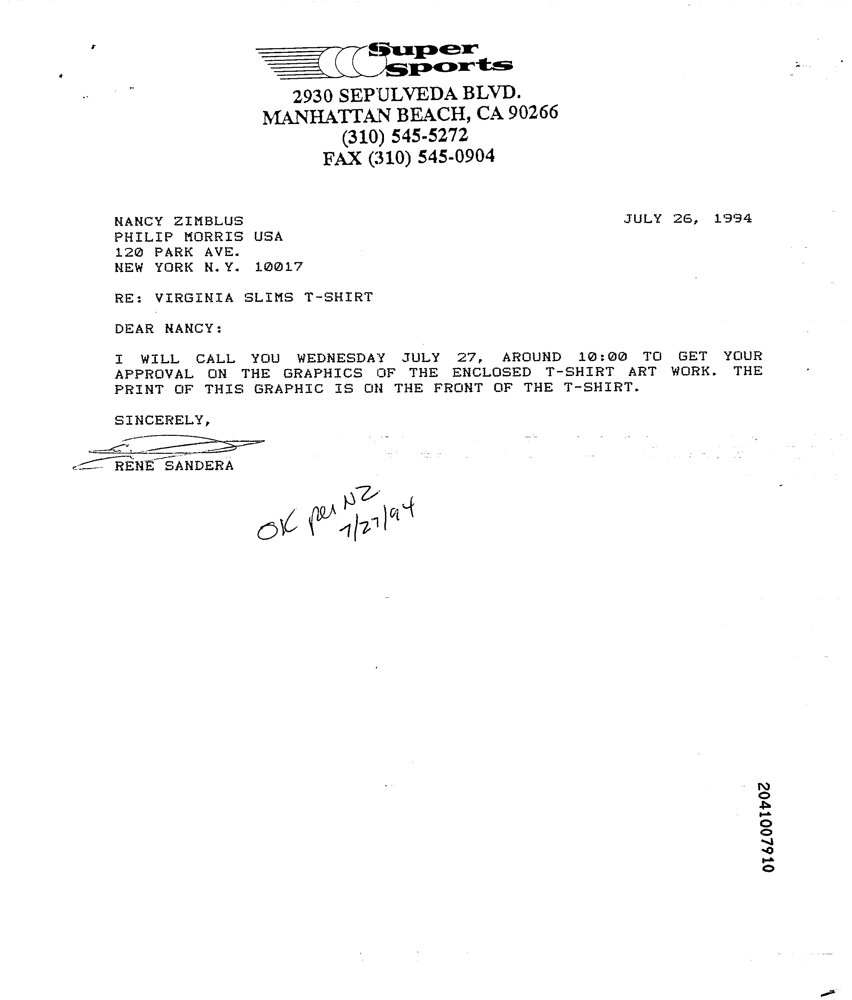 Super
Sports
2930 SEPULVEDA BLVD.
MANHATTAN BEACH, CA 90266
(310) 545-5272
FAX (310) 545-0904
NANCY ZIMBLUS JULY 26, 1994
PHILIP MORRIS USA
120 PARK AVE.
NEW YORK N.Y. 10017
RE: VIRGINIA SLIMS T-SHIRT
DEAR NANCY:
I WILL CALL YOU WEDNESDAY JULY 27, AROUND 10:00 TO GET YOUR
APPROVAL ON THE GRAPHICS OF THE ENCLOSED T-SHIRT ART WORK. THE
PRINT OF THIS GRAPHIC IS ON THE FRONT OF THE T-SHIRT.
SINCERELY,
RENE SANDERA
OK per NZ
7/27/94
2041007910